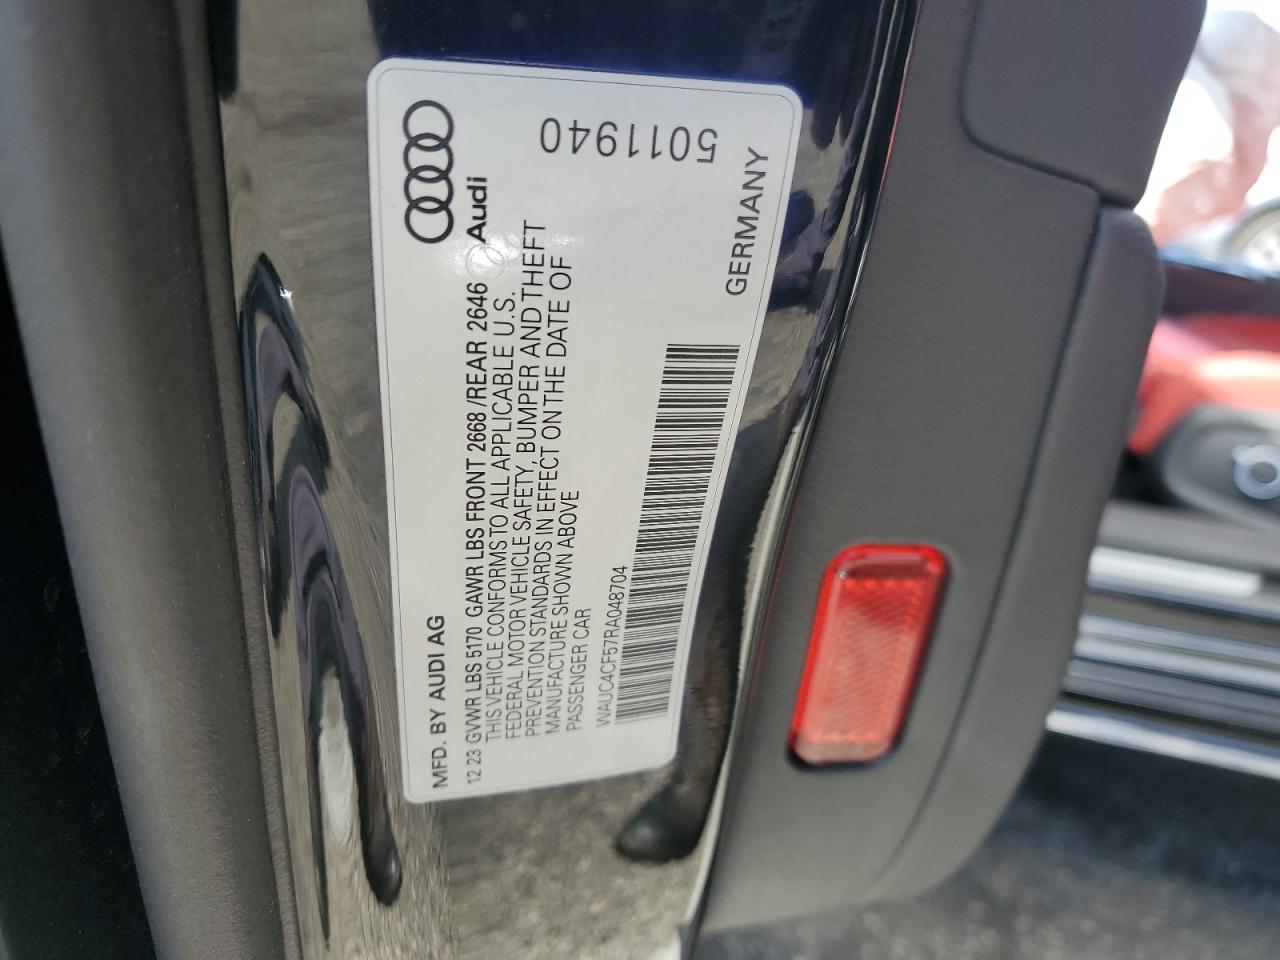 Audi
MFD. BY AUDI AG
12 23 GVWR LBS 5170 GAWR LBS FRONT 2668 /REAR 2646
THIS VEHICLE CONFORMS TO ALL APPLICABLE U.S.
FEDERAL MOTOR VEHICLE SAFETY, BUMPER AND THEFT
PREVENTION STANDARDS IN EFFECT ON THE DATE OF
MANUFACTURE SHOWN ABOVE
PASSENGER CAR
WAUC4CF57RA048704
5011940
GERMANY